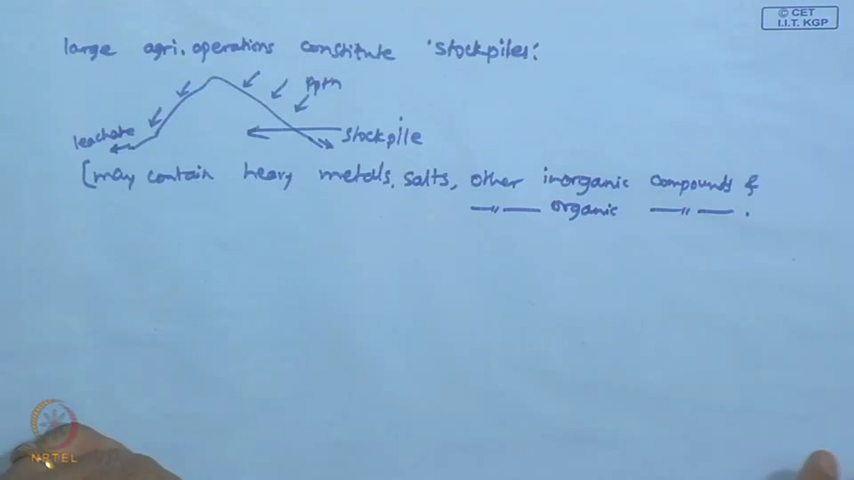 © CET
I.I.T. KGP
large agri. operations constitute 'stockpiles:
pptn
leachate
stockpile
[may contain heavy metals, salts, other inorganic compounds &
—〃— organic —〃— .
NPTEL